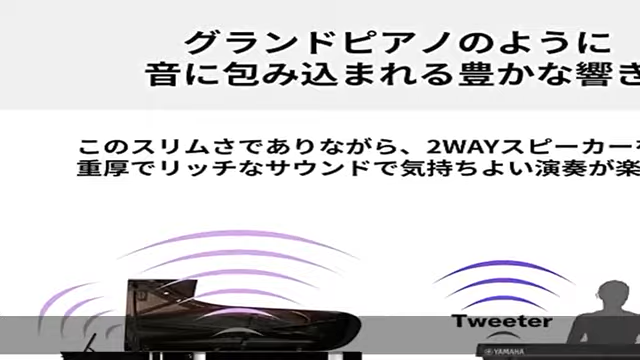 グランドピアノのように
音に包み込まれる豊かな響き
このスリムさでありながら、2WAYスピーカーを
重厚でリッチなサウンドで気持ちよい演奏が楽
Tweeter
YAMAHA